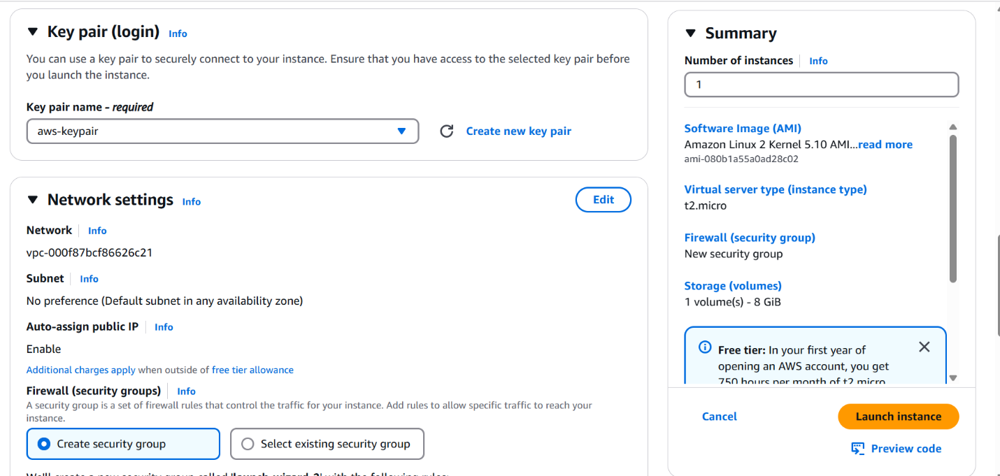 Key pair (login) Info
You can use a key pair to securely connect to your instance. Ensure that you have access to the selected key pair before
you launch the instance.
Key pair name - required
aws-keypair
Create new key pair
Network settings Info
Edit
Network Info
vpc-000f87bcf86626c21
Subnet Info
No preference (Default subnet in any availability zone)
Auto-assign public IP Info
Enable
Additional charges apply when outside of free tier allowance
Firewall (security groups) Info
A security group is a set of firewall rules that control the traffic for your instance. Add rules to allow specific traffic to reach your
instance.
Create security group
Select existing security group
We'll create a new security group called 'launch-wizard-2' with the following rules:
Summary
Number of instances Info
1
Software Image (AMI)
Amazon Linux 2 Kernel 5.10 AMI...read more
ami-080b1a55a0ad28c02
Virtual server type (instance type)
t2.micro
Firewall (security group)
New security group
Storage (volumes)
1 volume(s) - 8 GiB
Free tier: In your first year of
opening an AWS account, you get
750 hours per month of t2.micro
Cancel
Launch instance
Preview code